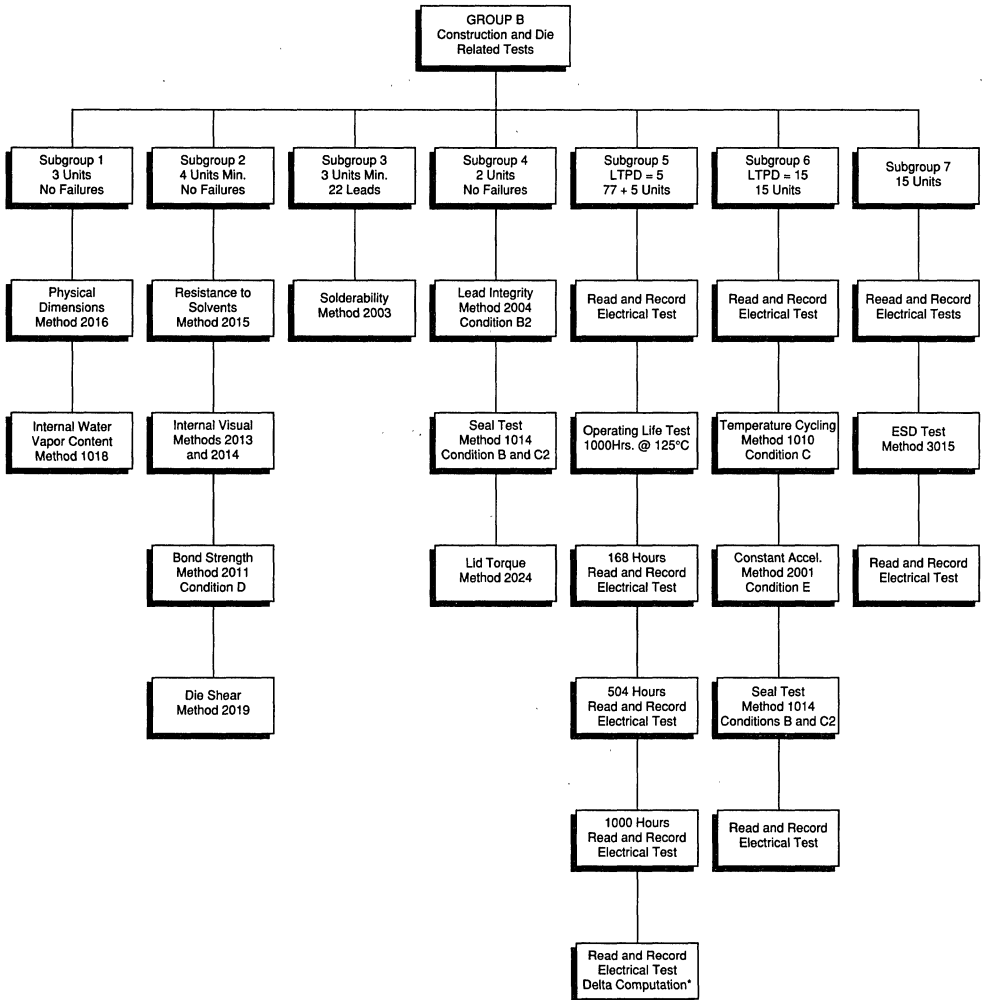 GROUP B
Construction and Die
Related Tests
Subgroup 1
3 Units
No Failures
Subgroup 2
4 Units Min.
No Failures
Subgroup 3
3 Units Min.
22 Leads
Subgroup 4
2 Units
No Failures
Subgroup 5
LTPD = 5
77 + 5 Units
Subgroup 6
LTPD = 15
15 Units
Subgroup 7
15 Units
Physical
Dimensions
Method 2016
Resistance to
Solvents
Method 2015
Solderability
Method 2003
Lead Integrity
Method 2004
Condition B2
Read and Record
Electrical Test
Read and Record
Electrical Test
Reead and Record
Electrical Tests
Internal Water
Vapor Content
Method 1018
Internal Visual
Methods 2013
and 2014
Seal Test
Method 1014
Condition B and C2
Operating Life Test
1000Hrs. @ 125°C
Temperature Cycling
Method 1010
Condition C
ESD Test
Method 3015
Bond Strength
Method 2011
Condition D
Lid Torque
Method 2024
168 Hours
Read and Record
Electrical Test
Constant Accel.
Method 2001
Condition E
Read and Record
Electrical Test
Die Shear
Method 2019
504 Hours
Read and Record
Electrical Test
Seal Test
Method 1014
Conditions B and C2
1000 Hours
Read and Record
Electrical Test
Read and Record
Electrical Test
Read and Record
Electrical Test
Delta Computation*